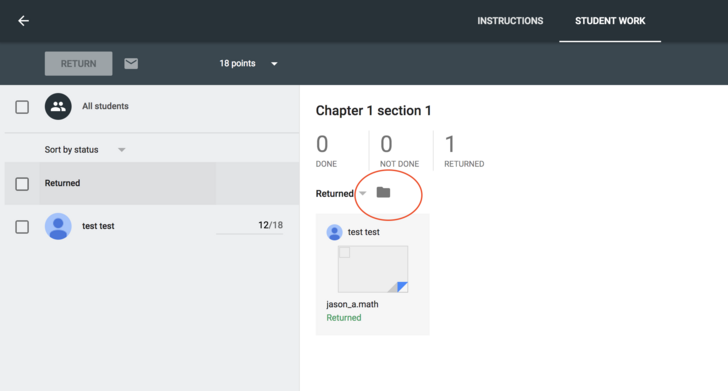 INSTRUCTIONS
STUDENT WORK
RETURN
18 points
All students
Sort by status
Returned
test test
12/18
Chapter 1 section 1
0
DONE
0
NOT DONE
1
RETURNED
Returned
test test
jason_a.math
Returned